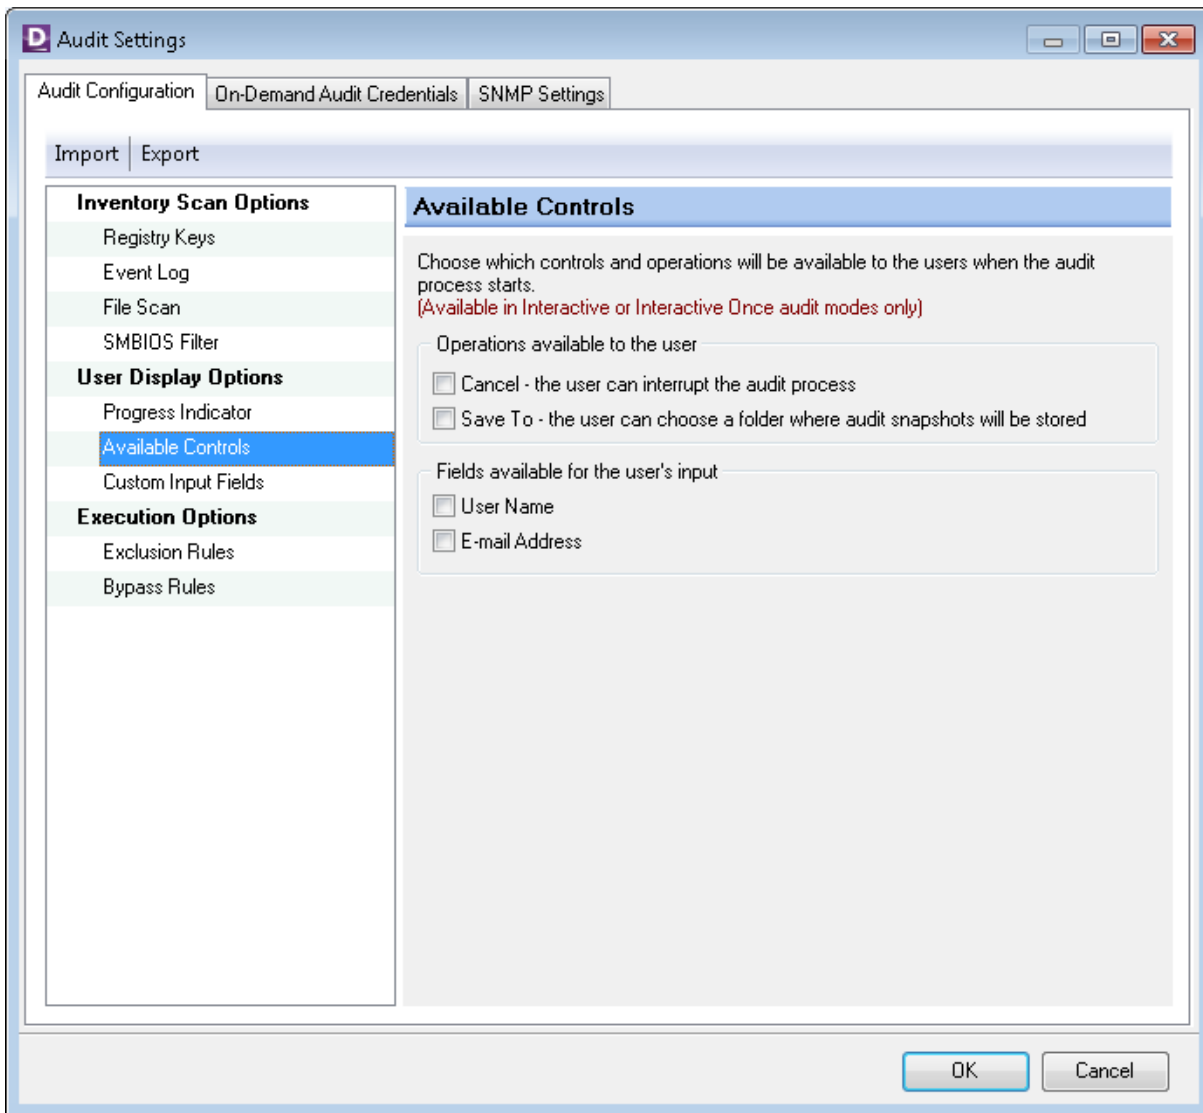 D Audit Settings
Audit Configuration On-Demand Audit Credentials SNMP Settings
Import Export
Inventory Scan Options
Registry Keys
Event Log
File Scan
SMBIOS Filter
User Display Options
Progress Indicator
Available Controls
Custom Input Fields
Execution Options
Exclusion Rules
Bypass Rules
Available Controls
Choose which controls and operations will be available to the users when the audit
process starts.
(Available in Interactive or Interactive Once audit modes only)
Operations available to the user
Cancel - the user can interrupt the audit process
Save To - the user can choose a folder where audit snapshots will be stored
Fields available for the user's input
User Name
E-mail Address
OK Cancel